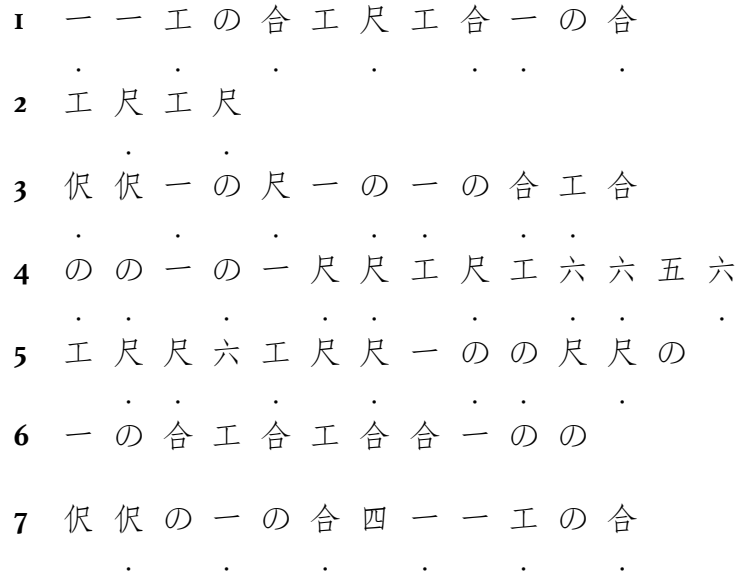 1 一 一 工 の 合 工 尺 工 合 一 の 合
2 工 尺 工 尺
3 伬 伬 一 の 尺 一 の 一 の 合 工 合
4 の の 一 の 一 尺 尺 工 尺 工 六 六 五 六
5 工 尺 尺 六 工 尺 尺 一 の の 尺 尺 の
6 一 の 合 工 合 工 合 合 一 の の
7 伬 伬 の 一 の 合 四 一 一 工 の 合